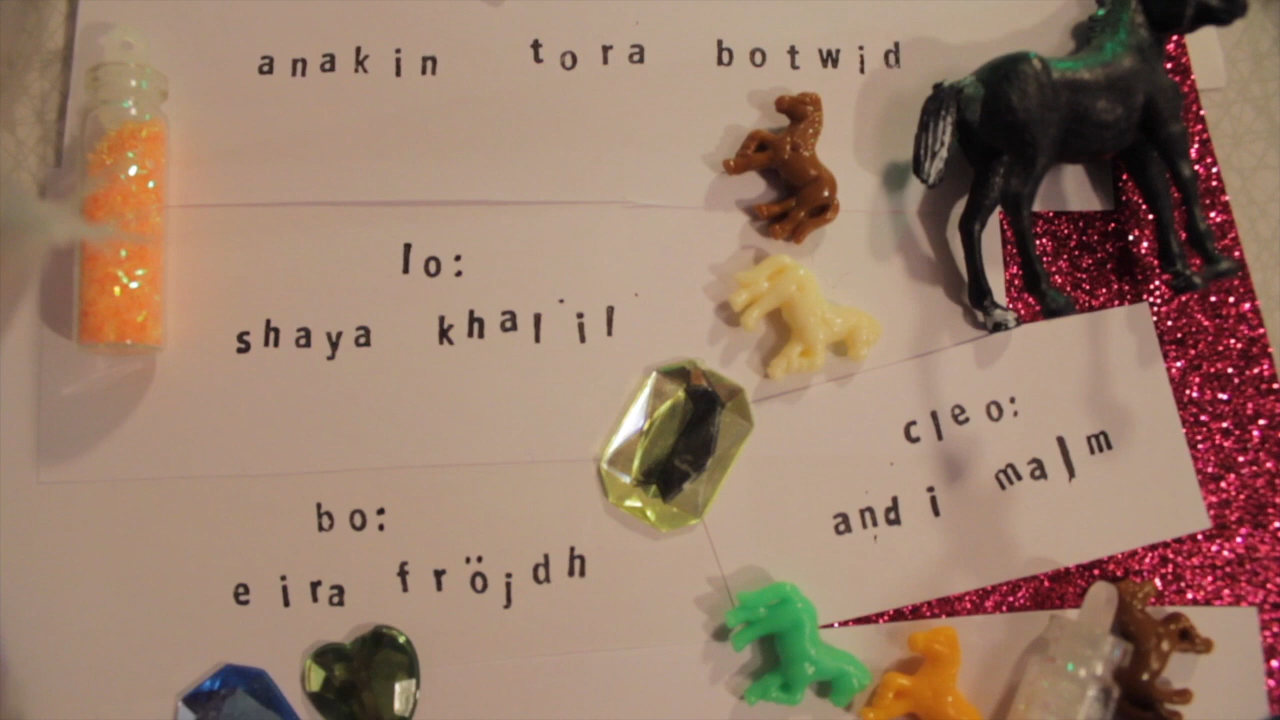 anakin tora botwid
lo:
shaya khalil
cleo:
andi malm
bo:
eira fröjdh